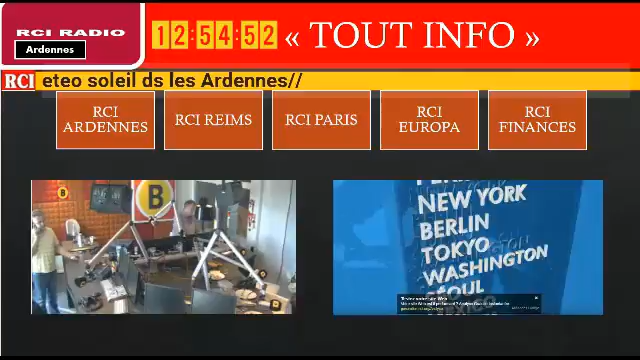 RCI RADIO
Ardennes
12:54:52
« TOUT INFO »
RCI
eteo soleil ds les Ardennes//
RCI
ARDENNES
RCI REIMS
RCI PARIS
RCI
EUROPA
RCI
FINANCES
B
B
NEW YORK
BERLIN
TOKYO
WASHINGTON